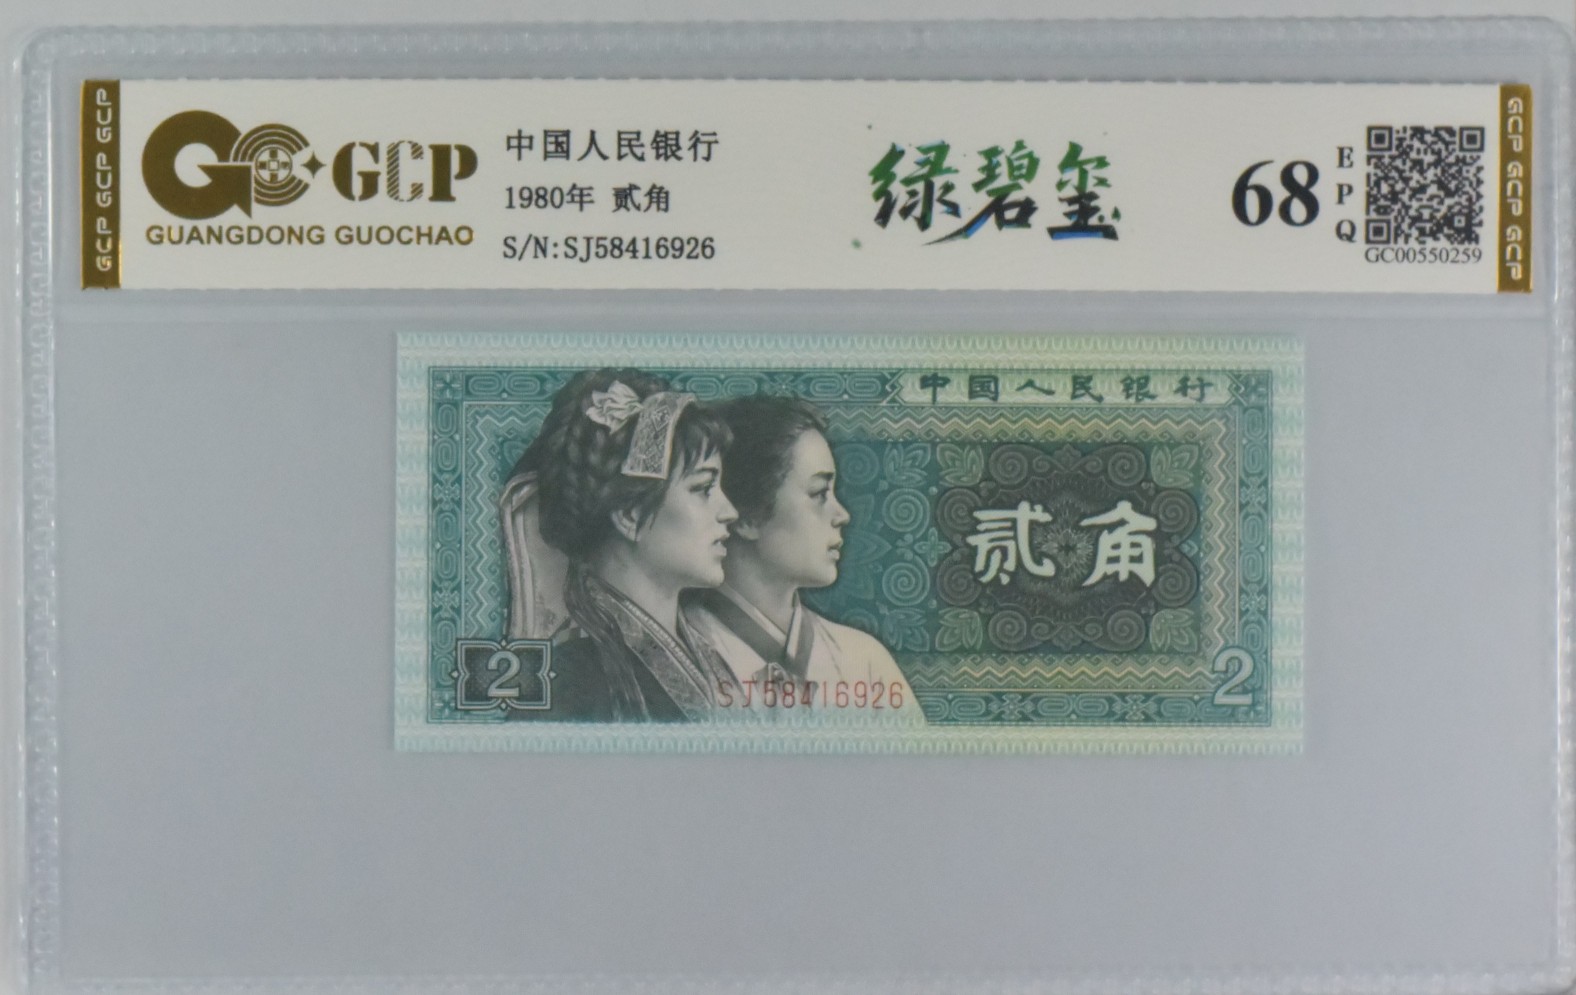 GCP GCP GCP
GC GCP
GUANGDONG GUOCHAO
中国人民银行
1980年 贰角
S/N:SJ58416926
绿碧玺
68
EPQ
GC00550259
GCP GCP GCP
中国人民银行
贰角
2
2
SJ58416926